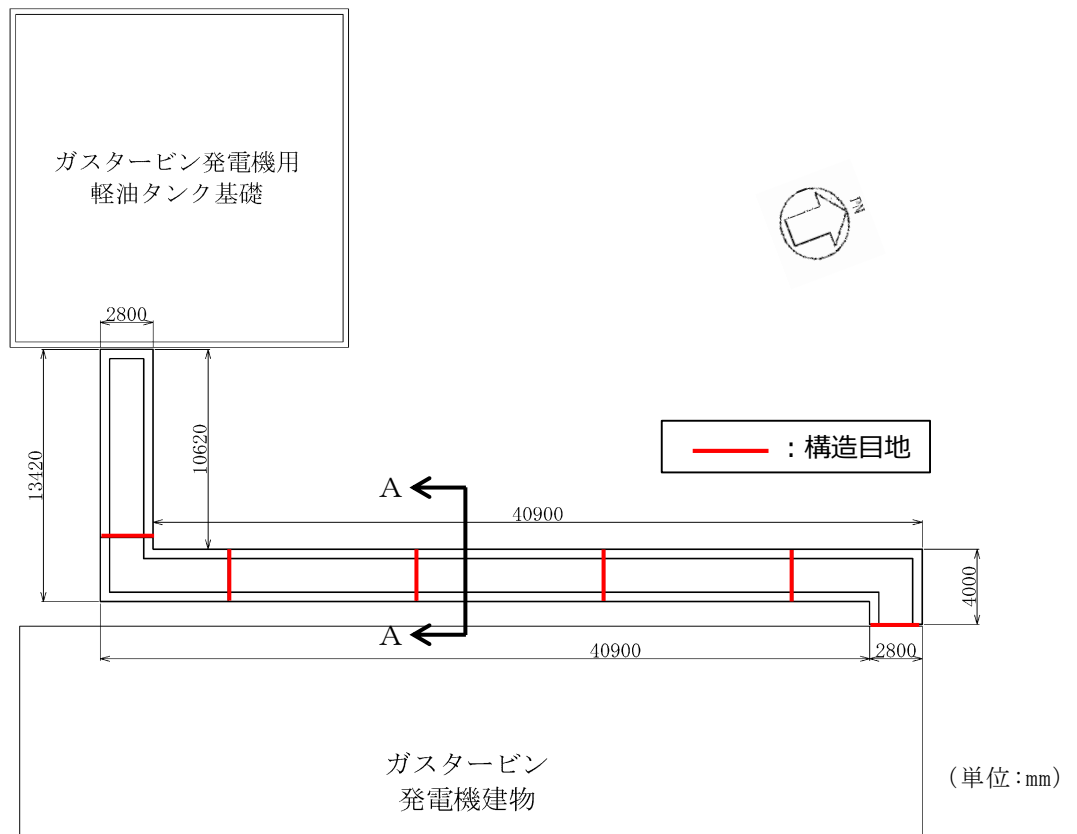 ガスタービン発電機用
軽油タンク基礎
PN
2800
13420
10620
：構造目地
A
40900
4000
A
40900
2800
ガスタービン
発電機建物
(単位:mm)